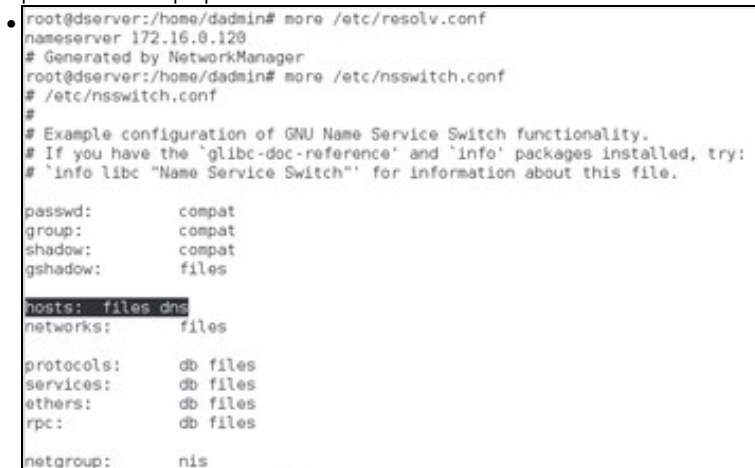 root@dserver:/home/dadmin# more /etc/resolv.conf
nameserver 172.16.0.120
# Generated by NetworkManager
root@dserver:/home/dadmin# more /etc/nsswitch.conf
# /etc/nsswitch.conf
#
# Example configuration of GNU Name Service Switch functionality.
# If you have the `glibc-doc-reference' and `info' packages installed, try:
# `info libc "Name Service Switch"' for information about this file.
passwd: compat
group: compat
shadow: compat
gshadow: files
hosts: files dns
networks: files
protocols: db files
services: db files
ethers: db files
rpc: db files
netgroup: nis